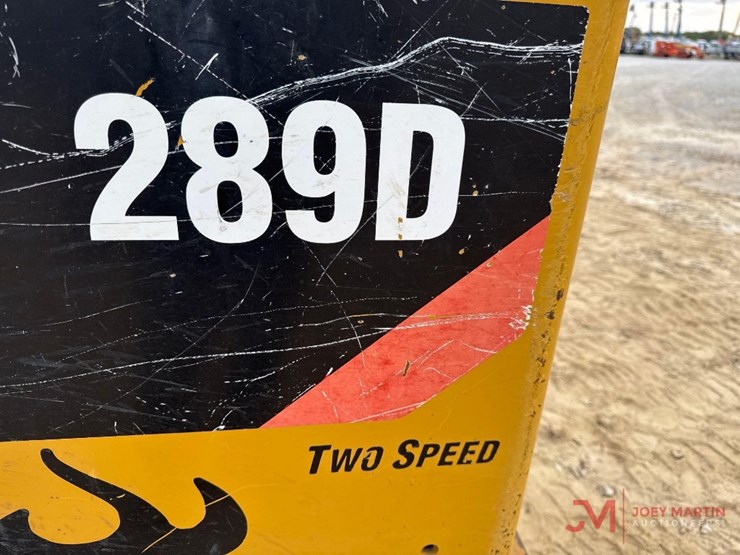 289D
TWO SPEED
JM JOEY MARTIN
AUCTIONEERS